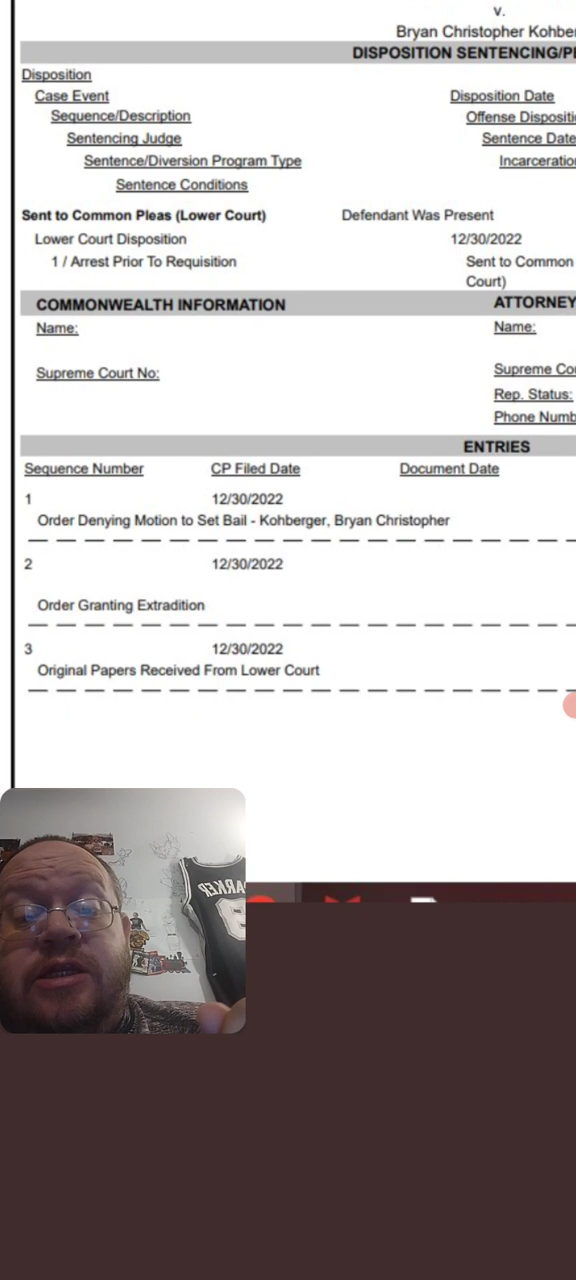 v.
Bryan Christopher Kohber
DISPOSITION SENTENCING/PE
Disposition
Case Event
Disposition Date
Sequence/Description
Offense Dispositi
Sentencing Judge
Sentence Date
Sentence/Diversion Program Type
Incarceration
Sentence Conditions
Sent to Common Pleas (Lower Court)
Defendant Was Present
Lower Court Disposition
12/30/2022
1 / Arrest Prior To Requisition
Sent to Common
Court)
COMMONWEALTH INFORMATION
ATTORNEY
Name:
Name:
Supreme Court No:
Supreme Cou
Rep. Status:
Phone Numb
ENTRIES
Sequence Number
CP Filed Date
Document Date
1
12/30/2022
Order Denying Motion to Set Bail - Kohberger, Bryan Christopher
2
12/30/2022
Order Granting Extradition
3
12/30/2022
Original Papers Received From Lower Court
PARKER